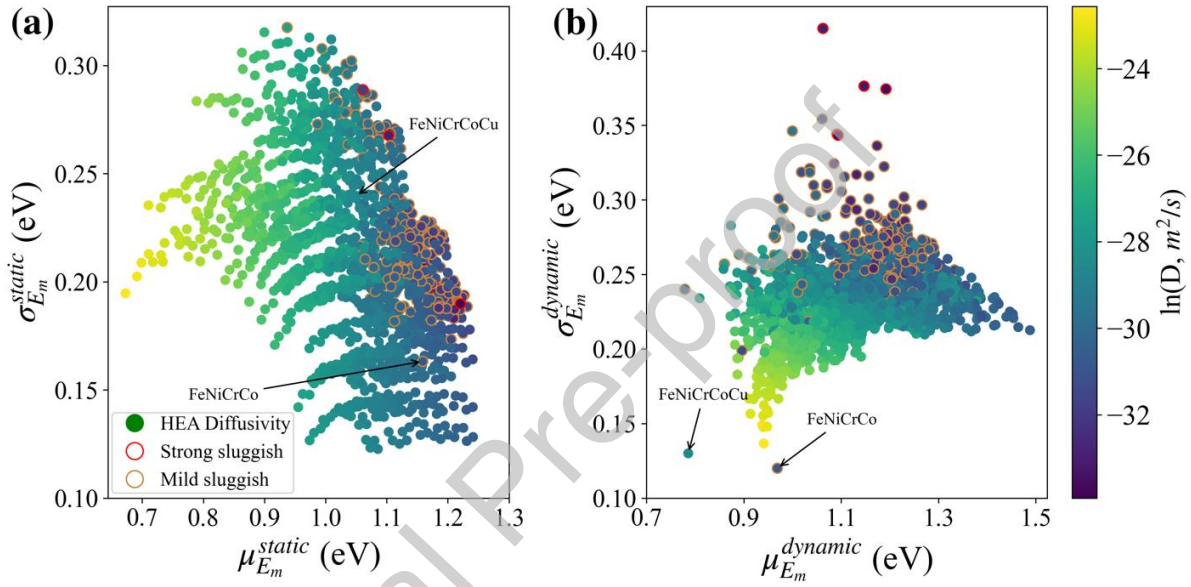 (a)
σ_{E_m}^{static} (eV)
0.30
0.25
0.20
0.15
0.10
FeNiCrCoCu
FeNiCrCo
HEA Diffusivity
Strong sluggish
Mild sluggish
0.7 0.8 0.9 1.0 1.1 1.2 1.3
μ_{E_m}^{static} (eV)
(b)
σ_{E_m}^{dynamic} (eV)
0.40
0.35
0.40
0.30
0.25
0.20
0.15
0.10
FeNiCrCoCu
FeNiCrCo
0.7 0.9 1.1 1.3 1.5
μ_{E_m}^{dynamic} (eV)
−24
−26
−28
−30
−32
ln(D, m²/s)
al Pre-proof